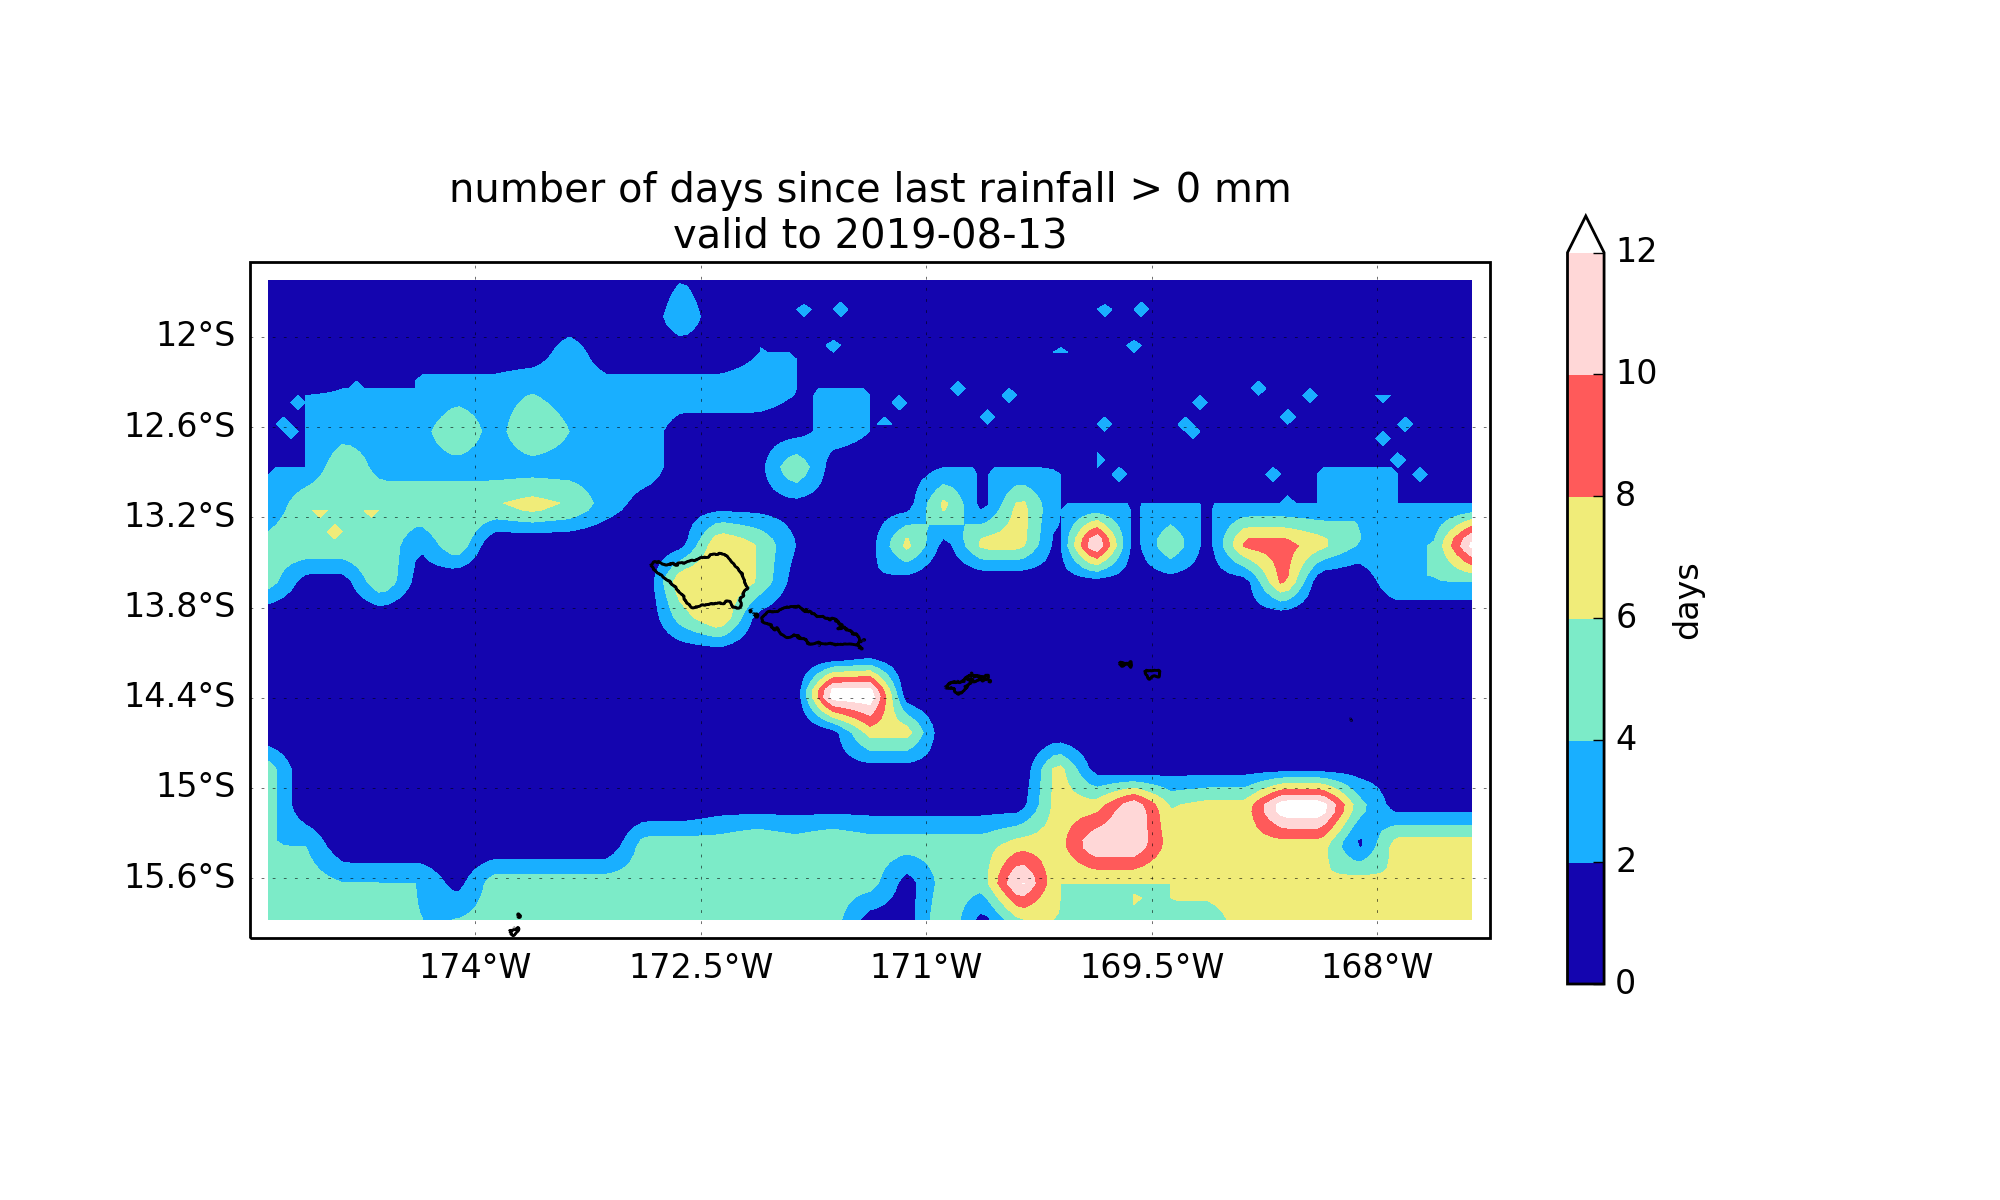 number of days since last rainfall > 0 mm
valid to 2019-08-13
12°S
12.6°S
13.2°S
13.8°S
14.4°S
15°S
15.6°S
174°W 172.5°W 171°W 169.5°W 168°W
12
10
8
6
4
2
0
days